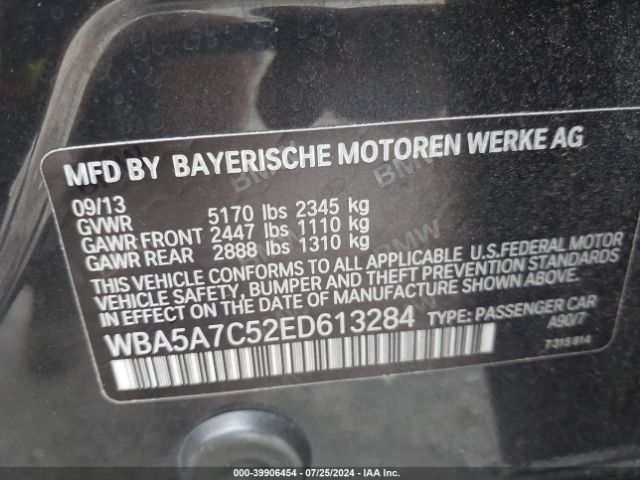 MFD BY BAYERISCHE MOTOREN WERKE AG
09/13
GVWR 5170 lbs 2345 kg
GAWR FRONT 2447 lbs 1110 kg
GAWR REAR 2888 lbs 1310 kg
THIS VEHICLE CONFORMS TO ALL APPLICABLE U.S.FEDERAL MOTOR
VEHICLE SAFETY, BUMPER AND THEFT PREVENTION STANDARDS
IN EFFECT ON THE DATE OF MANUFACTURE SHOWN ABOVE.
WBA5A7C52ED613284 TYPE: PASSENGER CAR
A90/7
7315814
000-39906454 / 07/25/2024 - IAA Inc.